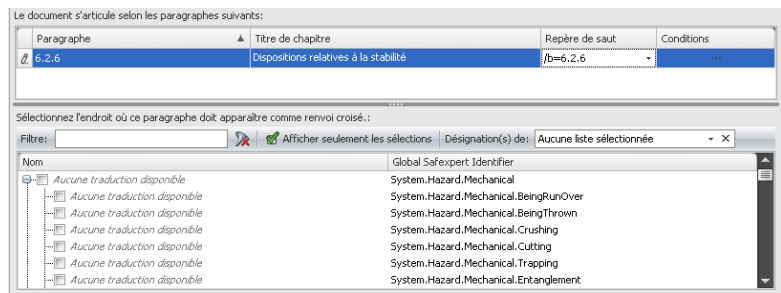 Le document s'articule selon les paragraphes suivants:
Paragraphe Titre de chapitre Repère de saut Conditions
6.2.6 Dispositions relatives à la stabilité /b=6.2.6 ...
Sélectionnez l'endroit où ce paragraphe doit apparaître comme renvoi croisé.:
Filtre: Afficher seulement les sélections Désignation(s) de: Aucune liste sélectionnée
Nom Global Safexpert Identifier
Aucune traduction disponible System.Hazard.Mechanical
Aucune traduction disponible System.Hazard.Mechanical.BeingRunOver
Aucune traduction disponible System.Hazard.Mechanical.BeingThrown
Aucune traduction disponible System.Hazard.Mechanical.Crushing
Aucune traduction disponible System.Hazard.Mechanical.Cutting
Aucune traduction disponible System.Hazard.Mechanical.Trapping
Aucune traduction disponible System.Hazard.Mechanical.Entanglement